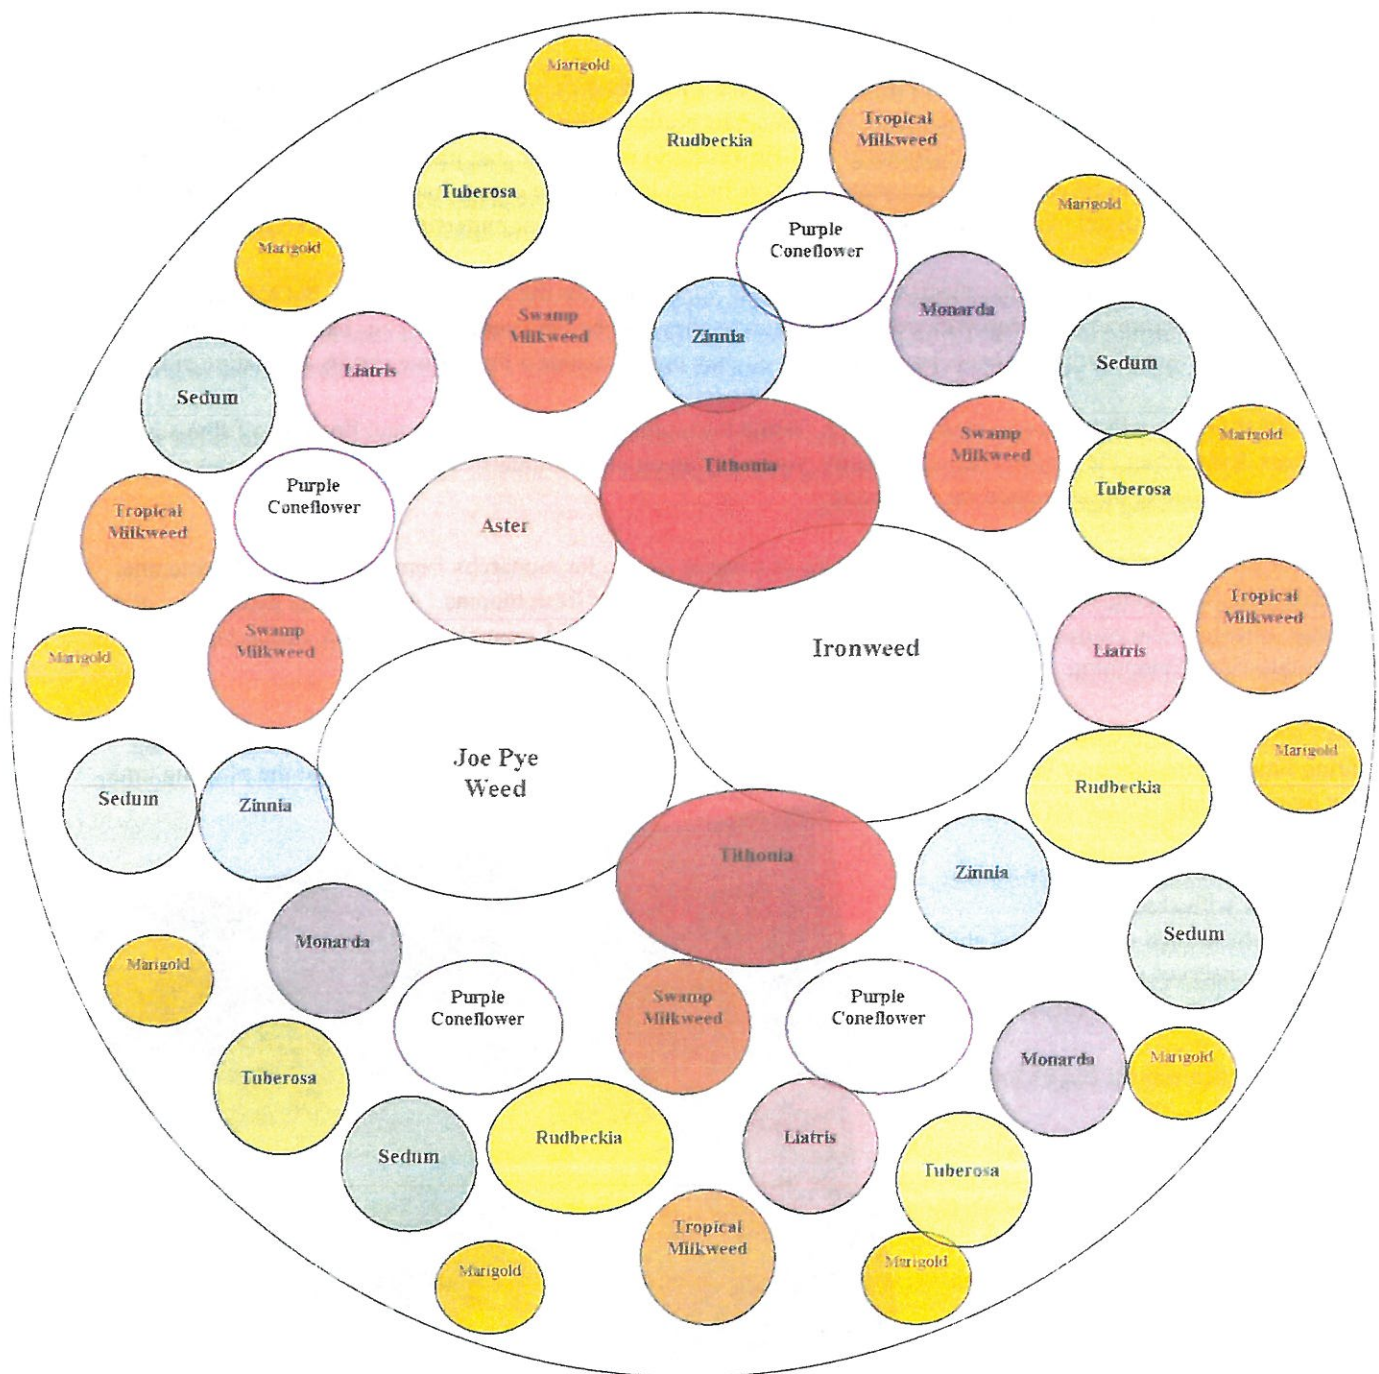 Marigold
Rudbeckia
Tropical
Milkweed
Tuberosa
Marigold
Marigold
Purple
Coneflower
Swamp
Milkweed
Zinnia
Monarda
Sedum
Liatris
Sedum
Marigold
Tithonia
Swamp
Milkweed
Tuberosa
Purple
Coneflower
Tropical
Milkweed
Aster
Tropical
Milkweed
Swamp
Milkweed
Ironweed
Liatris
Marigold
Joe Pye
Weed
Marigold
Rudbeckia
Sedum
Zinnia
Tithonia
Zinnia
Monarda
Sedum
Marigold
Purple
Coneflower
Swamp
Milkweed
Purple
Coneflower
Monarda
Marigold
Tuberosa
Rudbeckia
Liatris
Sedum
Tuberosa
Tropical
Milkweed
Marigold
Marigold